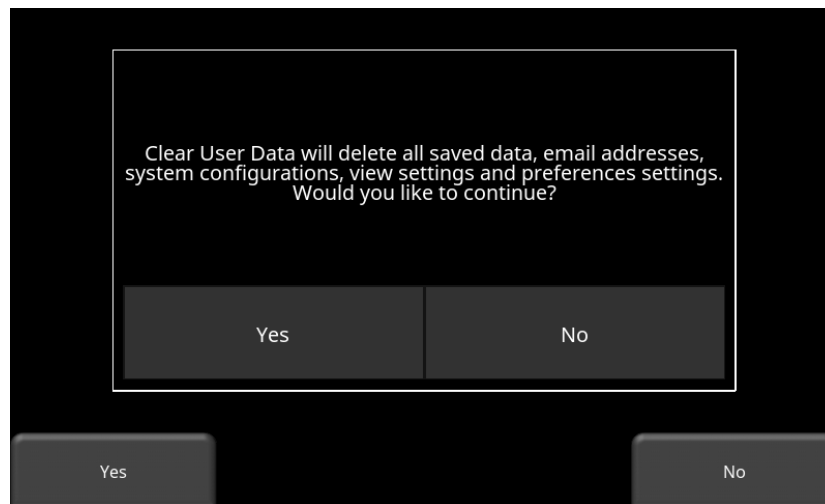 Clear User Data will delete all saved data, email addresses,
system configurations, view settings and preferences settings.
Would you like to continue?
Yes
No
Yes
No